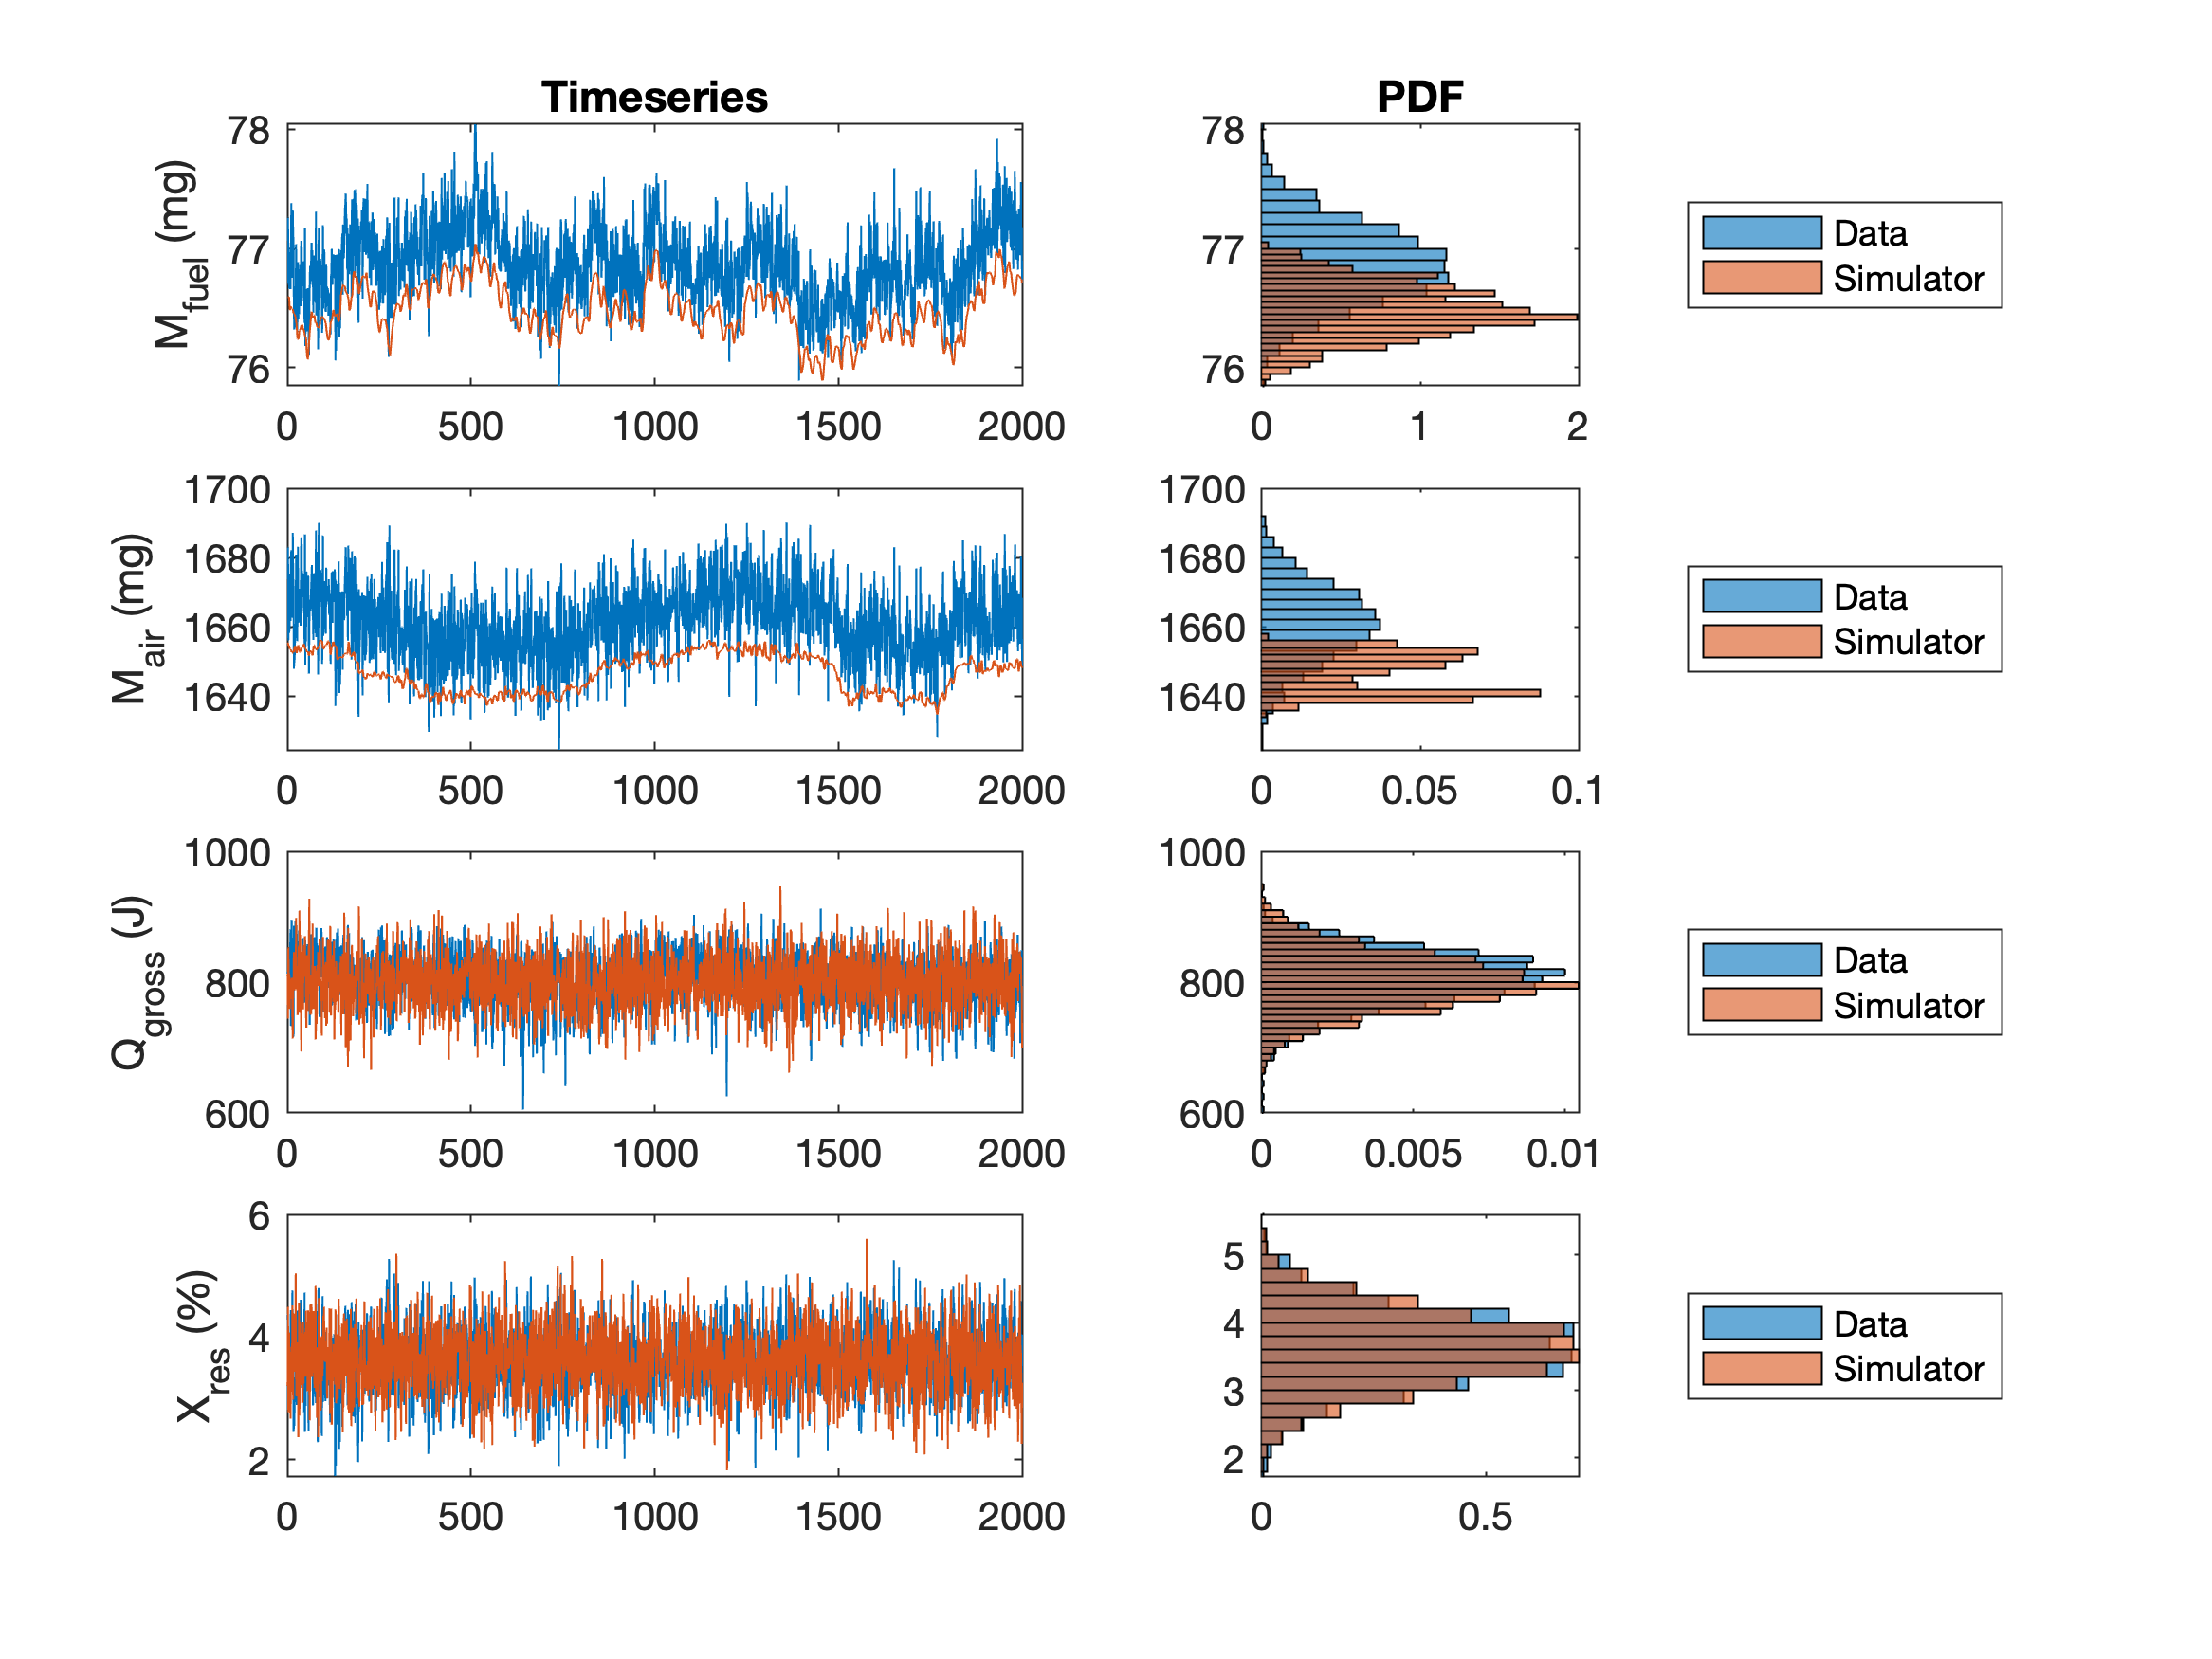 Timeseries
PDF
M_fuel (mg)
78
77
76
0 500 1000 1500 2000
78
77
76
0 1 2
Data
Simulator
M_air (mg)
1700
1680
1660
1640
0 500 1000 1500 2000
1700
1680
1660
1640
0 0.05 0.1
Data
Simulator
Q_gross (J)
1000
800
600
0 500 1000 1500 2000
1000
800
600
0 0.005 0.01
Data
Simulator
X_res (%)
6
4
2
0 500 1000 1500 2000
5
4
3
2
0 0.5
Data
Simulator